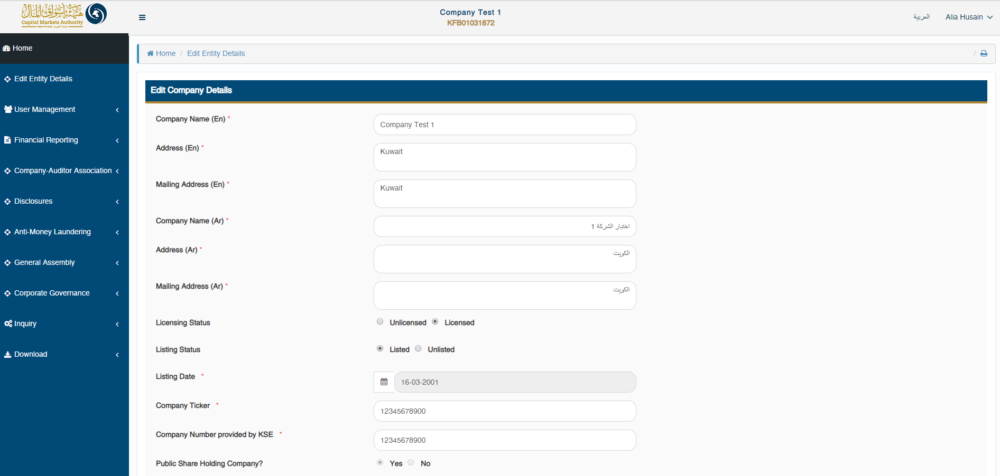 هيئة أسواق المال
Capital Markets Authority
Company Test 1
KFB01031872
العربية
Alia Husain
Home
Edit Entity Details
User Management
Financial Reporting
Company-Auditor Association
Disclosures
Anti-Money Laundering
General Assembly
Corporate Governance
Inquiry
Download
Home / Edit Entity Details
/
Edit Company Details
Company Name (En) *
Company Test 1
Address (En) *
Kuwait
Mailing Address (En) *
Kuwait
Company Name (Ar) *
اختبار الشركة 1
Address (Ar) *
الكويت
Mailing Address (Ar) *
الكويت
Licensing Status
Unlicensed Licensed
Listing Status
Listed Unlisted
Listing Date *
16-03-2001
Company Ticker *
12345678900
Company Number provided by KSE *
12345678900
Public Share Holding Company?
Yes No